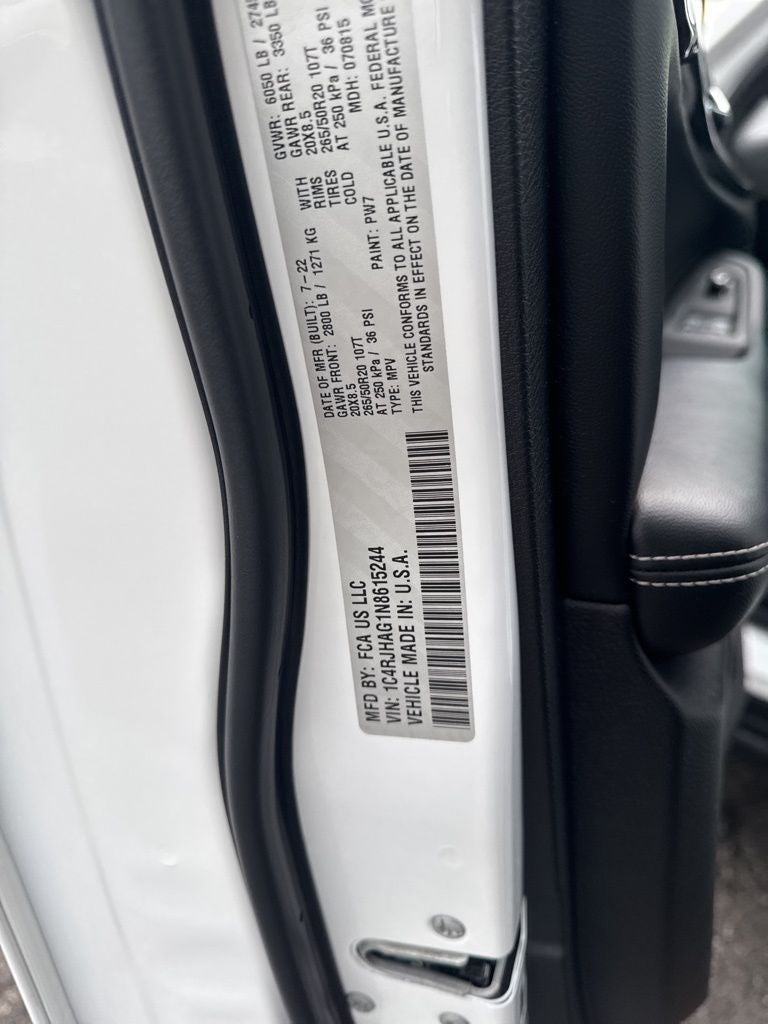 MFD BY: FCA US LLC
VIN: 1C4RJHAG1N8615244
VEHICLE MADE IN: U.S.A.
DATE OF MFR (BUILT): 7-22 GVWR: 6050 LB /
GAWR FRONT: 2800 LB / 1271 KG WITH GAWR REAR: 3350 LB
20X8.5 RIMS 20X8.5
265/50R20 107T TIRES 265/50R20 107T
AT 250 kPa / 36 PSI COLD AT 250 kPa / 36 PSI
TYPE: MPV PAINT: PW7 MDH: 070815
THIS VEHICLE CONFORMS TO ALL APPLICABLE U.S.A. FEDERAL
STANDARDS IN EFFECT ON THE DATE OF MANUFACTURE